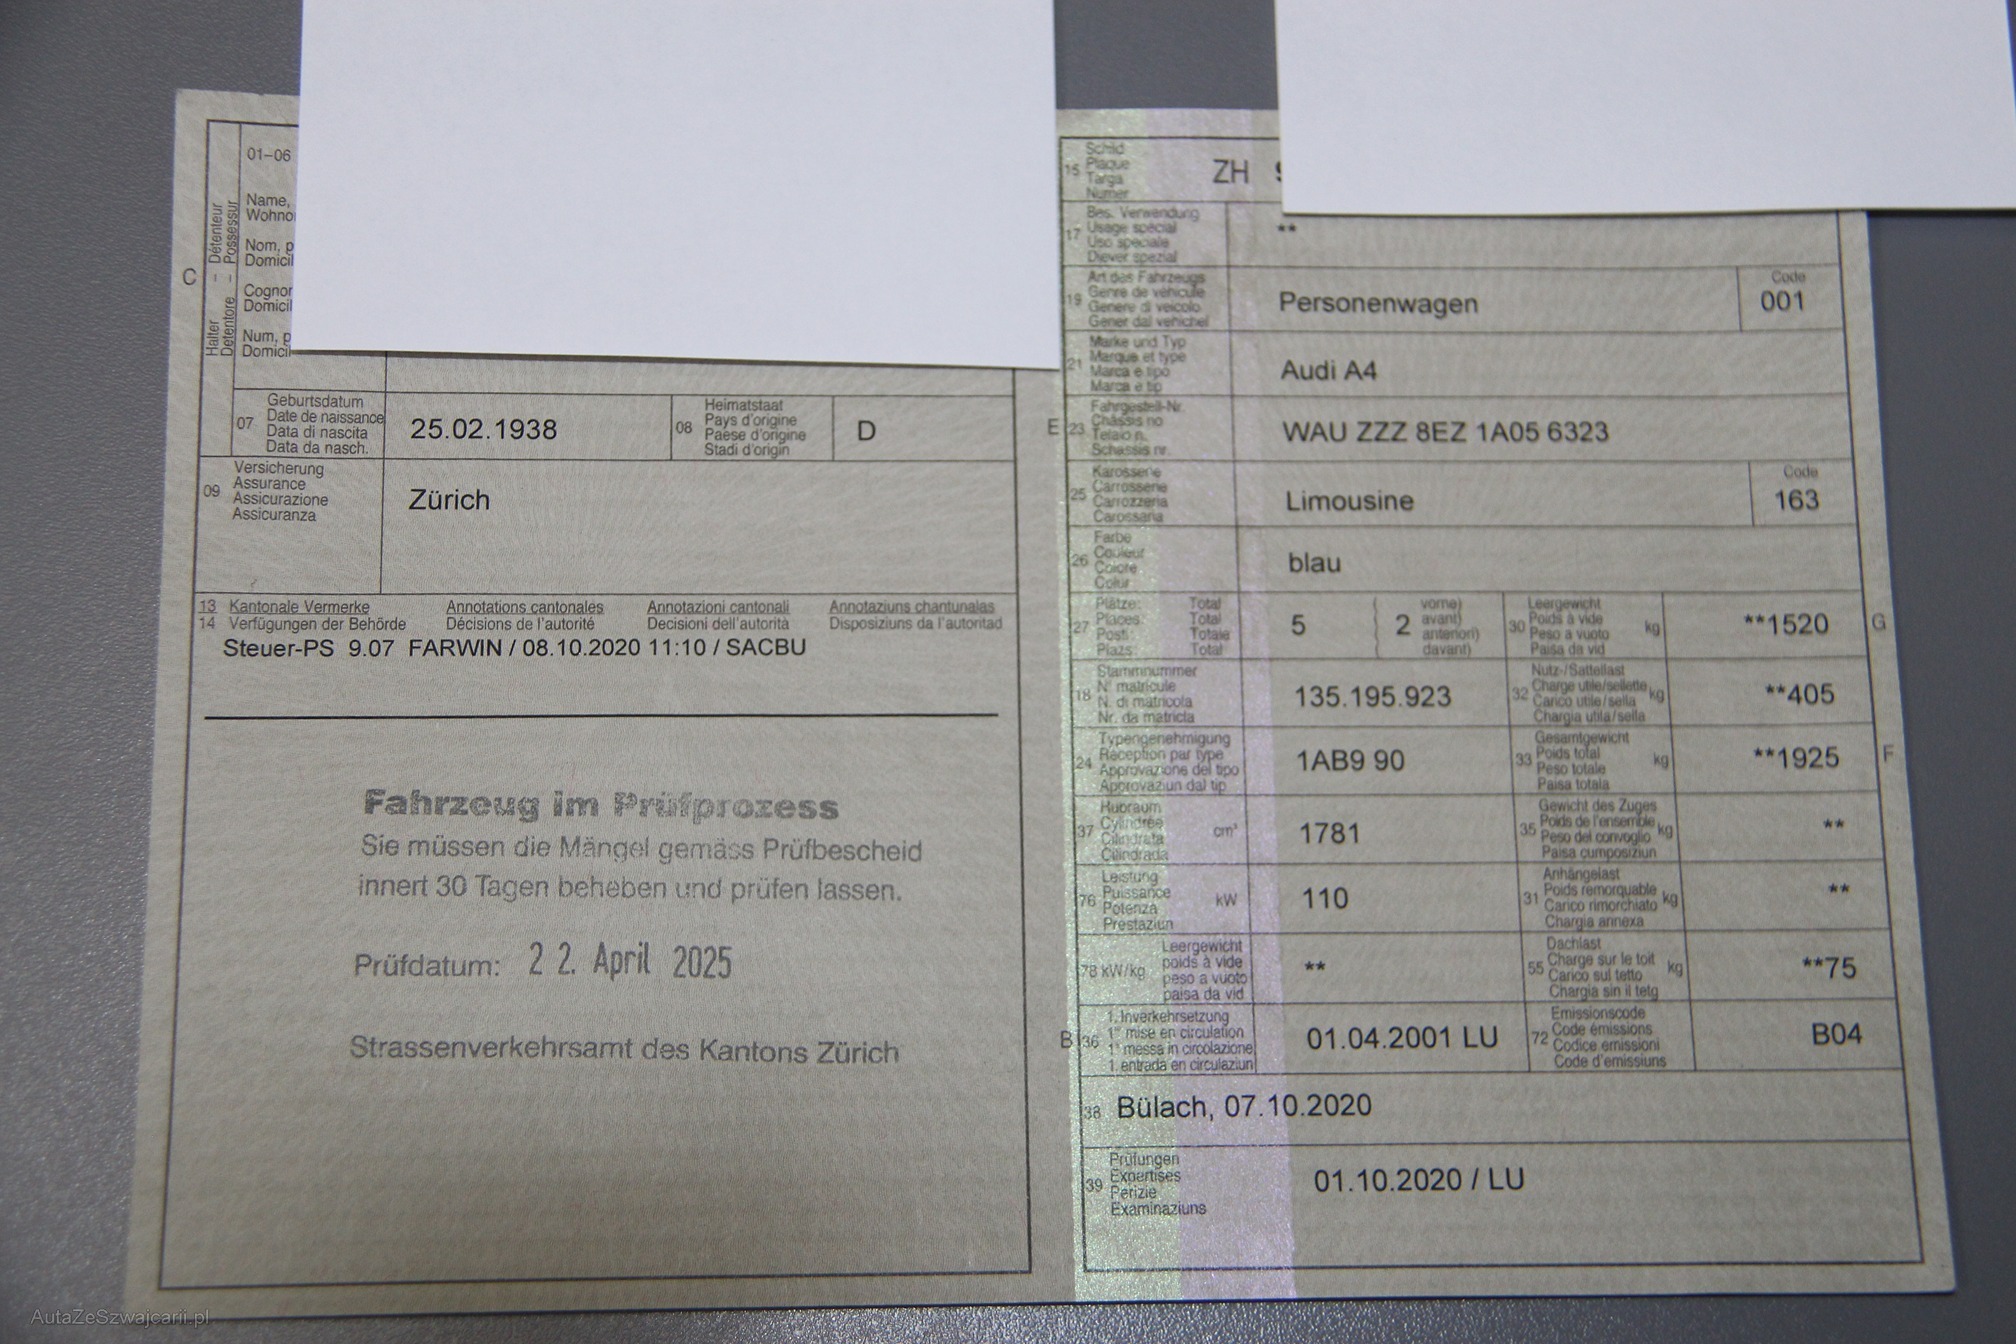 01–06
Halter – Détenteur
Detentore – Possessur
Name,
Wohno
Nom, p
Domicil
Cognor
Domicil
Num, p
Domicil
C
07
Geburtsdatum
Date de naissance
Data di nascita
Data da nasch.
25.02.1938
08
Heimatstaat
Pays d'origine
Paese d'origine
Stadi d'origin
D
09
Versicherung
Assurance
Assicurazione
Assicuranza
Zürich
13 Kantonale Vermerke Annotations cantonales Annotazioni cantonali Annotaziuns chantunalas
14 Verfügungen der Behörde Décisions de l'autorité Decisioni dell'autorità Disposiziuns da l'autoritad
Steuer-PS 9.07 FARWIN / 08.10.2020 11:10 / SACBU
Fahrzeug im Prüfprozess
Sie müssen die Mängel gemäss Prüfbescheid
innert 30 Tagen beheben und prüfen lassen.
Prüfdatum: 22. April 2025
Strassenverkehrsamt des Kantons Zürich
15
Schild
Plaque
Targa
Numer
ZH
17
Bes. Verwendung
Usage spécial
Uso speciale
Diever spezial
**
19
Art des Fahrzeugs
Genre de véhicule
Genere di veicolo
Gener dal vehichel
Personenwagen
Code
001
21
Marke und Typ
Marque et type
Marca e tipo
Marca e tip
Audi A4
E
23
Fahrgestell-Nr.
Châssis no
Telaio n.
Schassis nr.
WAU ZZZ 8EZ 1A05 6323
25
Karosserie
Carrosserie
Carrozzeria
Carossaria
Limousine
Code
163
26
Farbe
Couleur
Colore
Colur
blau
27
Plätze: Total
Places: Total
Posti: Totale
Plazs: Total
5
2
vorne)
avant)
anteriori)
davant)
30
Leergewicht
Poids à vide
Peso a vuoto
Paisa da vid
kg
**1520
G
18
Stammnummer
N° matricule
N. di matricola
Nr. da matricla
135.195.923
32
Nutz-/Sattellast
Charge utile/sellette
Carico utile/sella
Chargia utila/sella
kg
**405
24
Typengenehmigung
Réception par type
Approvazione del tipo
Approvaziun dal tip
1AB9 90
33
Gesamtgewicht
Poids total
Peso totale
Paisa totala
kg
**1925
F
37
Hubraum
Cylindrée
Cilindrata
Cilindrada
cm³
1781
35
Gewicht des Zuges
Poids de l'ensemble
Peso del convoglio
Paisa cumposiziun
kg
**
76
Leistung
Puissance
Potenza
Prestaziun
kW
110
31
Anhängelast
Poids remorquable
Carico rimorchiato
Chargia annexa
kg
**
78 kW/kg
Leergewicht
poids à vide
peso a vuoto
paisa da vid
**
55
Dachlast
Charge sur le toit
Carico sul tetto
Chargia sin il tetg
kg
**75
B
36
1. Inverkehrsetzung
1re mise en circulation
1a messa in circolazione
1. entrada en circulaziun
01.04.2001 LU
72
Emissionscode
Code émissions
Codice emissioni
Code d'emissiuns
B04
38
Bülach, 07.10.2020
39
Prüfungen
Expertises
Perizie
Examinaziuns
01.10.2020 / LU
AutaZeSzwajcarii.pl